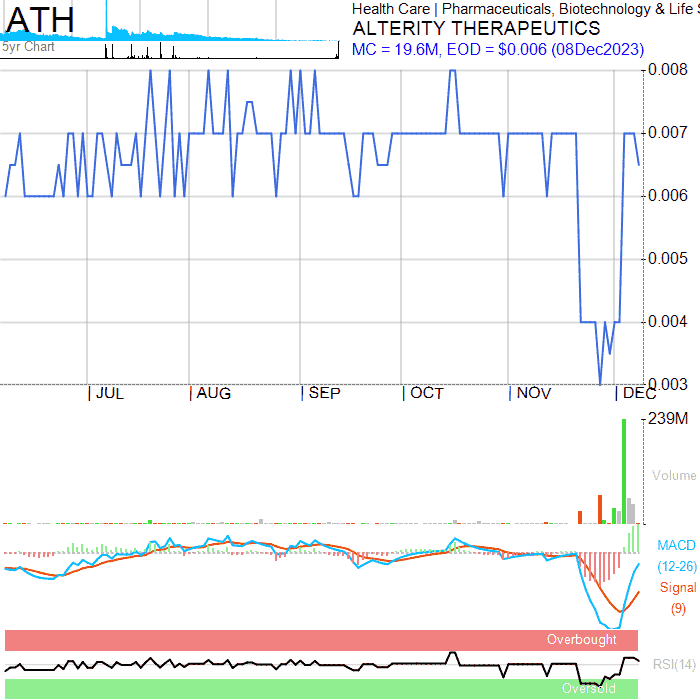 ATH
Health Care | Pharmaceuticals, Biotechnology & Life S
ALTERITY THERAPEUTICS
MC = 19.6M, EOD = $0.006 (08Dec2023)
5yr Chart
0.008
0.007
0.006
0.005
0.004
0.003
JUL AUG SEP OCT NOV DEC
239M
Volume
MACD
(12-26)
Signal
(9)
Overbought
RSI(14)
Oversold